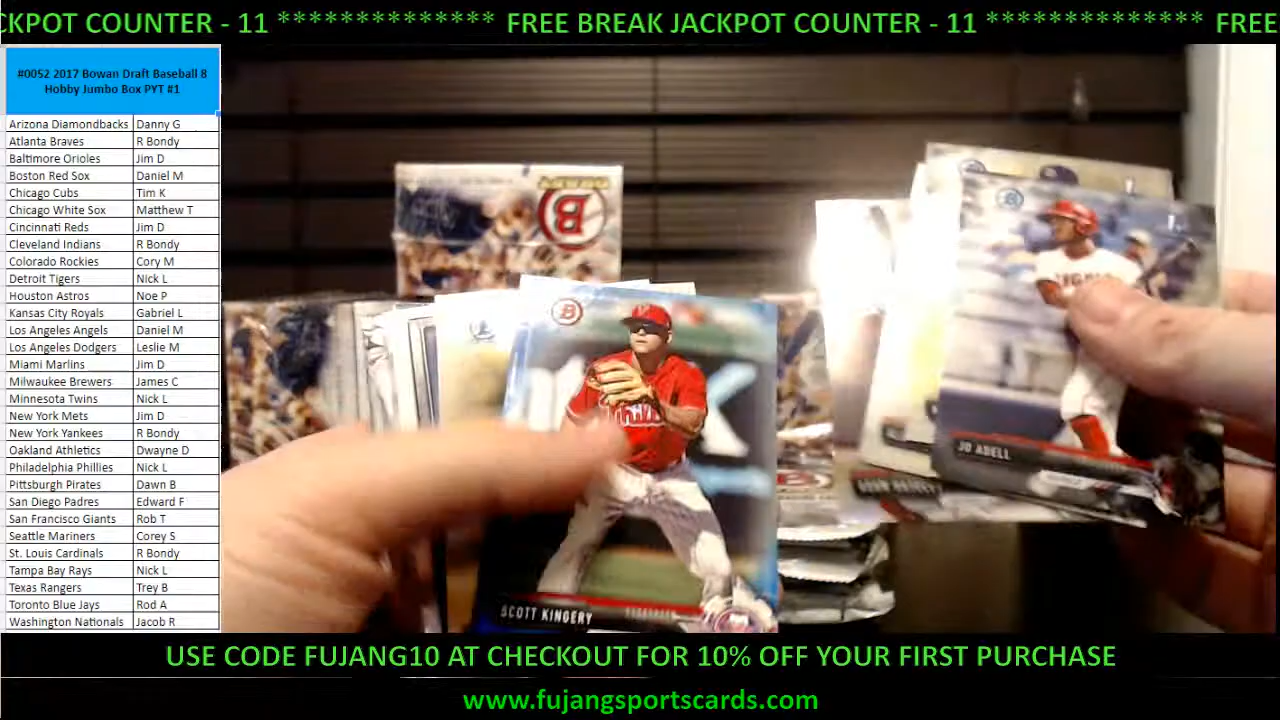 CKPOT COUNTER - 11 ************** FREE BREAK JACKPOT COUNTER - 11 ************** FREE
#0052 2017 Bowan Draft Baseball 8
Hobby Jumbo Box PYT #1
Arizona Diamondbacks Danny G
Atlanta Braves R Bondy
Baltimore Orioles Jim D
Boston Red Sox Daniel M
Chicago Cubs Tim K
Chicago White Sox Matthew T
Cincinnati Reds Jim D
Cleveland Indians R Bondy
Colorado Rockies Cory M
Detroit Tigers Nick L
Houston Astros Noe P
Kansas City Royals Gabriel L
Los Angeles Angels Daniel M
Los Angeles Dodgers Leslie M
Miami Marlins Jim D
Milwaukee Brewers James C
Minnesota Twins Nick L
New York Mets Jim D
New York Yankees R Bondy
Oakland Athletics Dwayne D
Philadelphia Phillies Nick L
Pittsburgh Pirates Dawn B
San Diego Padres Edward F
San Francisco Giants Rob T
Seattle Mariners Corey S
St. Louis Cardinals R Bondy
Tampa Bay Rays Nick L
Texas Rangers Trey B
Toronto Blue Jays Rod A
Washington Nationals Jacob R
B
B
JO ADELL
SCOTT KINGERY
USE CODE FUJANG10 AT CHECKOUT FOR 10% OFF YOUR FIRST PURCHASE
www.fujangsportscards.com